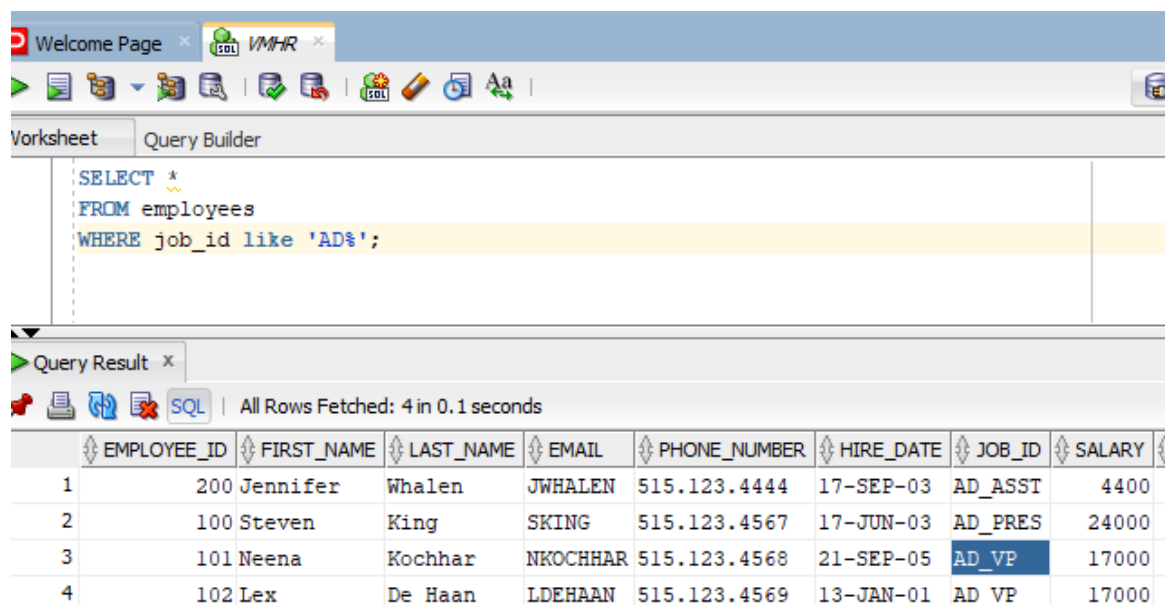 Welcome Page VMHR
Worksheet Query Builder
SELECT *
FROM employees
WHERE job_id like 'AD%';
Query Result
SQL All Rows Fetched: 4 in 0.1 seconds
EMPLOYEE_ID FIRST_NAME LAST_NAME EMAIL PHONE_NUMBER HIRE_DATE JOB_ID SALARY
1 200 Jennifer Whalen JWHALEN 515.123.4444 17-SEP-03 AD_ASST 4400
2 100 Steven King SKING 515.123.4567 17-JUN-03 AD_PRES 24000
3 101 Neena Kochhar NKOCHHAR 515.123.4568 21-SEP-05 AD_VP 17000
4 102 Lex De Haan LDEHAAN 515.123.4569 13-JAN-01 AD_VP 17000